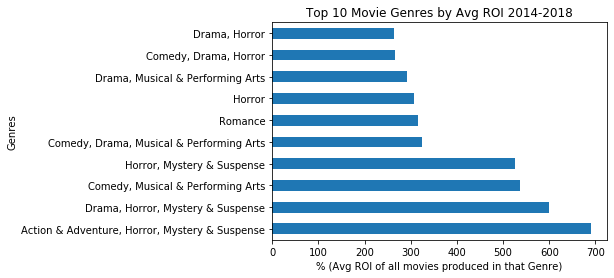 Top 10 Movie Genres by Avg ROI 2014-2018
Genres
Drama, Horror
Comedy, Drama, Horror
Drama, Musical & Performing Arts
Horror
Romance
Comedy, Drama, Musical & Performing Arts
Horror, Mystery & Suspense
Comedy, Musical & Performing Arts
Drama, Horror, Mystery & Suspense
Action & Adventure, Horror, Mystery & Suspense
0 100 200 300 400 500 600 700
% (Avg ROI of all movies produced in that Genre)